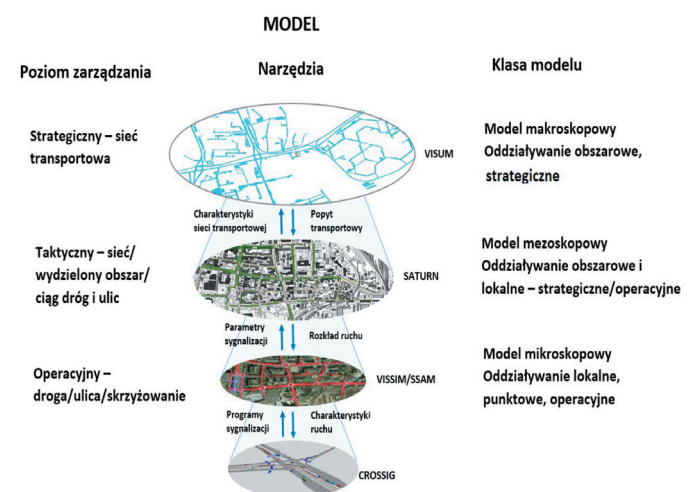 MODEL
Poziom zarządzania
Narzędzia
Klasa modelu
Strategiczny – sieć
transportowa
VISUM
Model makroskopowy
Oddziaływanie obszarowe,
strategiczne
Charakterystyki
sieci transportowej
Popyt
transportowy
Taktyczny – sieć/
wydzielony obszar/
ciąg dróg i ulic
SATURN
Model mezoskopowy
Oddziaływanie obszarowe i
lokalne – strategiczne/operacyjne
Parametry
sygnalizacji
Rozkład ruchu
Operacyjny –
droga/ulica/skrzyżowanie
VISSIM/SSAM
Model mikroskopowy
Oddziaływanie lokalne,
punktowe, operacyjne
Programy
sygnalizacji
Charakterystyki
ruchu
CROSSIG